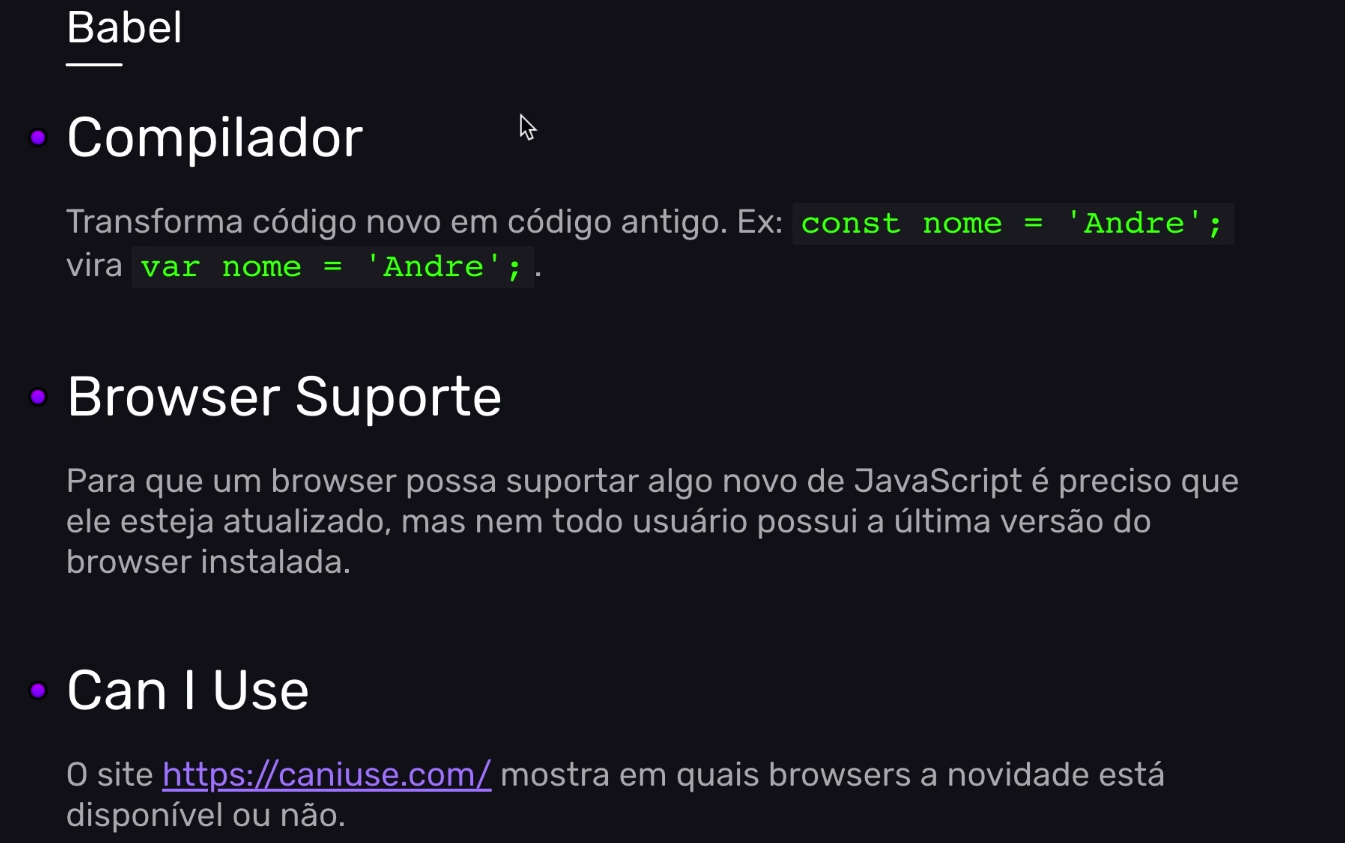 Babel
Compilador
Transforma código novo em código antigo. Ex: const nome = 'Andre';
vira var nome = 'Andre';.
Browser Suporte
Para que um browser possa suportar algo novo de JavaScript é preciso que
ele esteja atualizado, mas nem todo usuário possui a última versão do
browser instalada.
Can I Use
O site https://caniuse.com/ mostra em quais browsers a novidade está
disponível ou não.